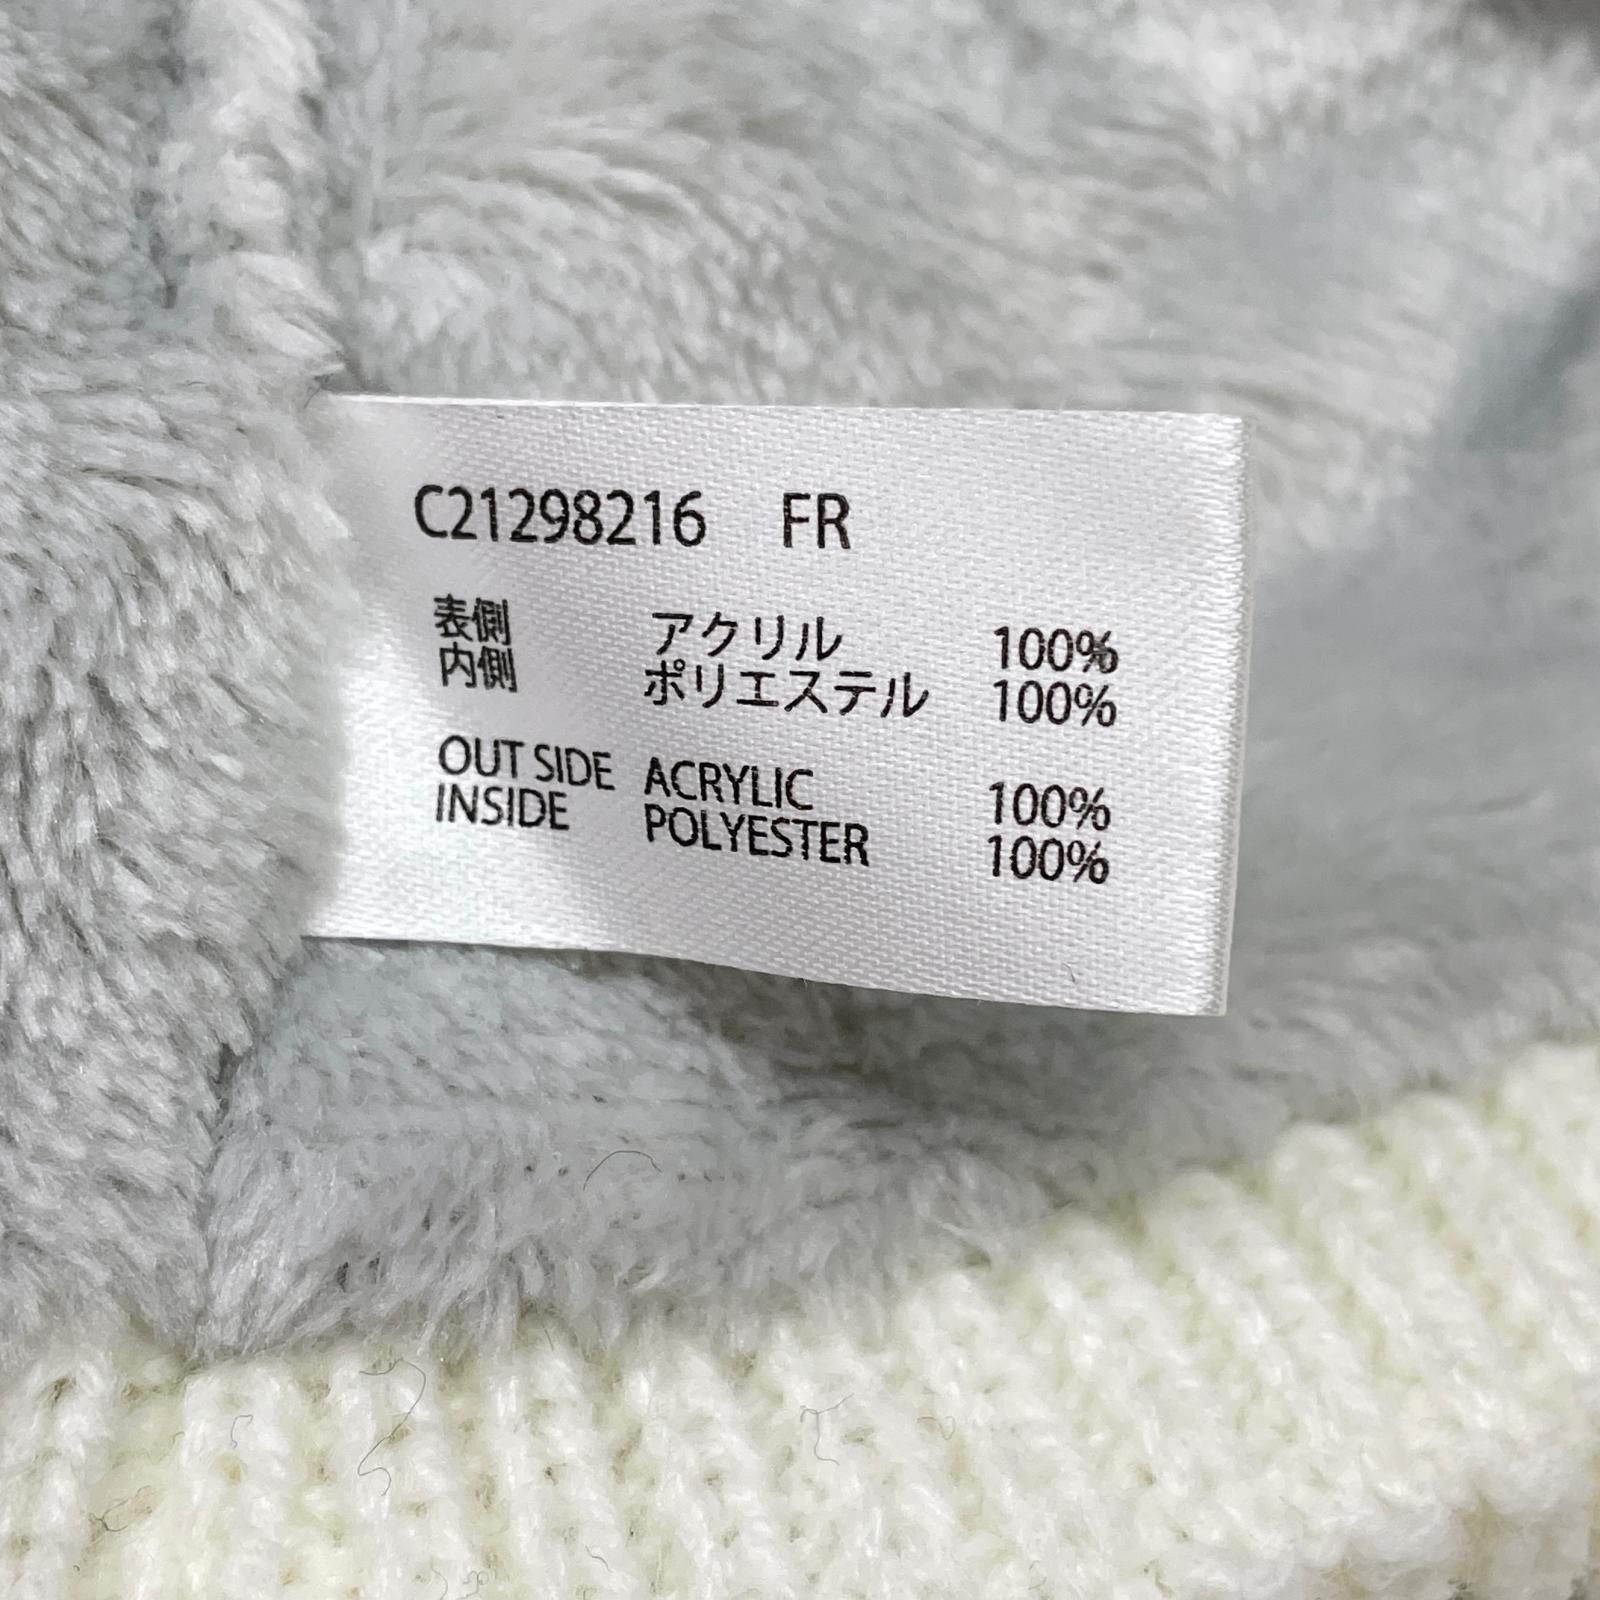 C21298216 FR
表側 アクリル 100%
内側 ポリエステル 100%
OUT SIDE ACRYLIC 100%
INSIDE POLYESTER 100%